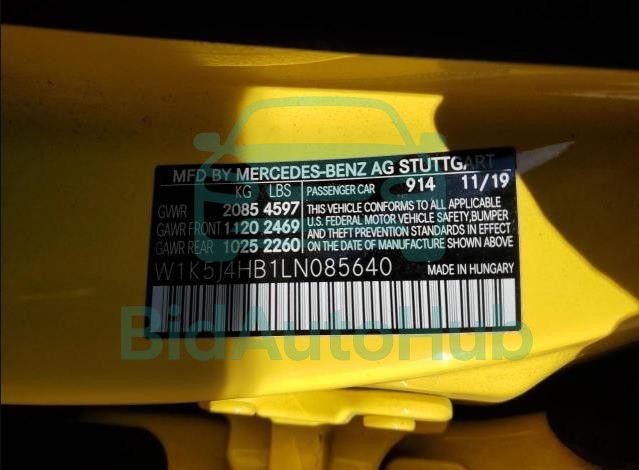 MFD BY MERCEDES-BENZ AG STUTTGART
KG LBS PASSENGER CAR 914 11/19
GVWR 2085 4597 THIS VEHICLE CONFORMS TO ALL APPLICABLE
GAWR FRONT 1120 2469 U.S. FEDERAL MOTOR VEHICLE SAFETY, BUMPER
AND THEFT PREVENTION STANDARDS IN EFFECT
GAWR REAR 1025 2260 ON THE DATE OF MANUFACTURE SHOWN ABOVE.
W1K5J4HB1LN085640 MADE IN HUNGARY
BidAutoHub